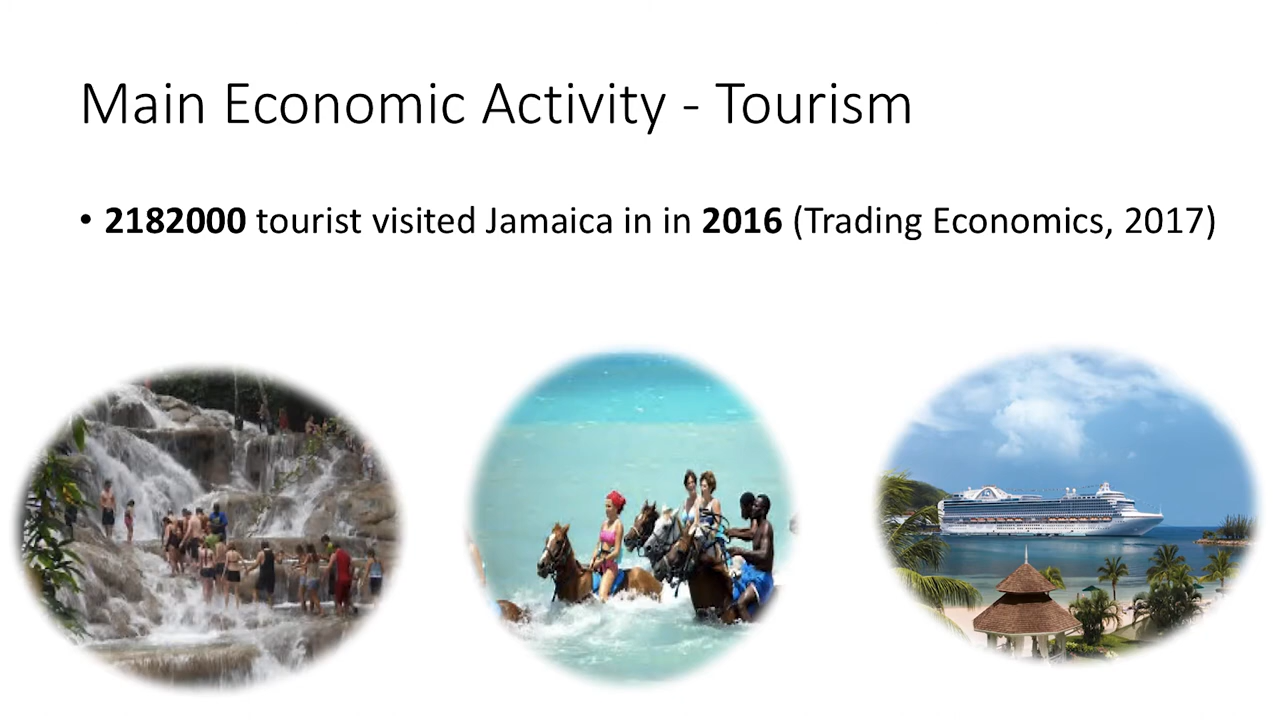 Main Economic Activity - Tourism
• 2182000 tourist visited Jamaica in in 2016 (Trading Economics, 2017)